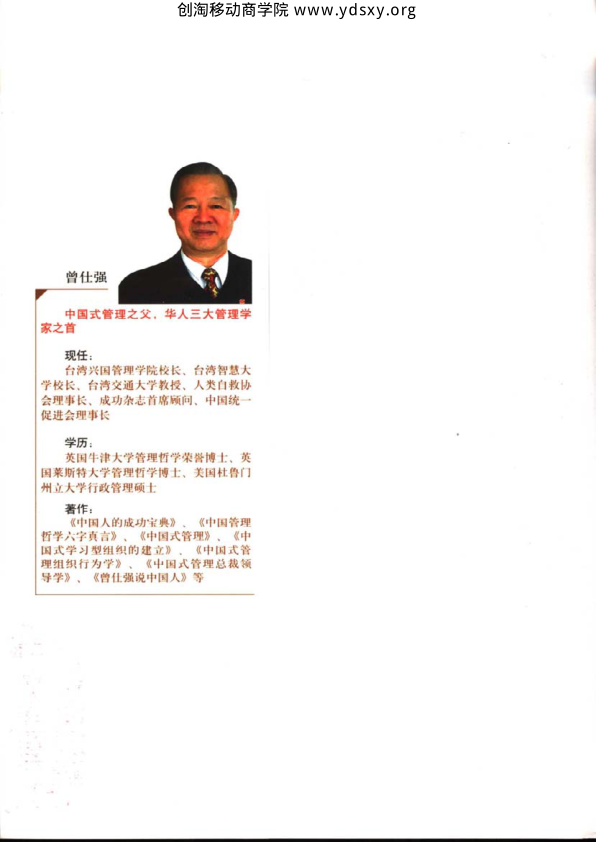 创淘移动商学院 www.ydsxy.org
曾仕强
中国式管理之父，华人三大管理学
家之首
现任：
台湾兴国管理学院校长、台湾智慧大
学校长、台湾交通大学教授、人类自救协
会理事长、成功杂志首席顾问、中国统一
促进会理事长
学历：
英国牛津大学管理哲学荣誉博士、英
国莱斯特大学管理哲学博士、美国杜鲁门
州立大学行政管理硕士
著作：
《中国人的成功宝典》、《中国管理
哲学六字真言》、《中国式管理》、《中
国式学习型组织的建立》、《中国式管
理组织行为学》、《中国式管理总裁领
导学》、《曾仕强说中国人》等